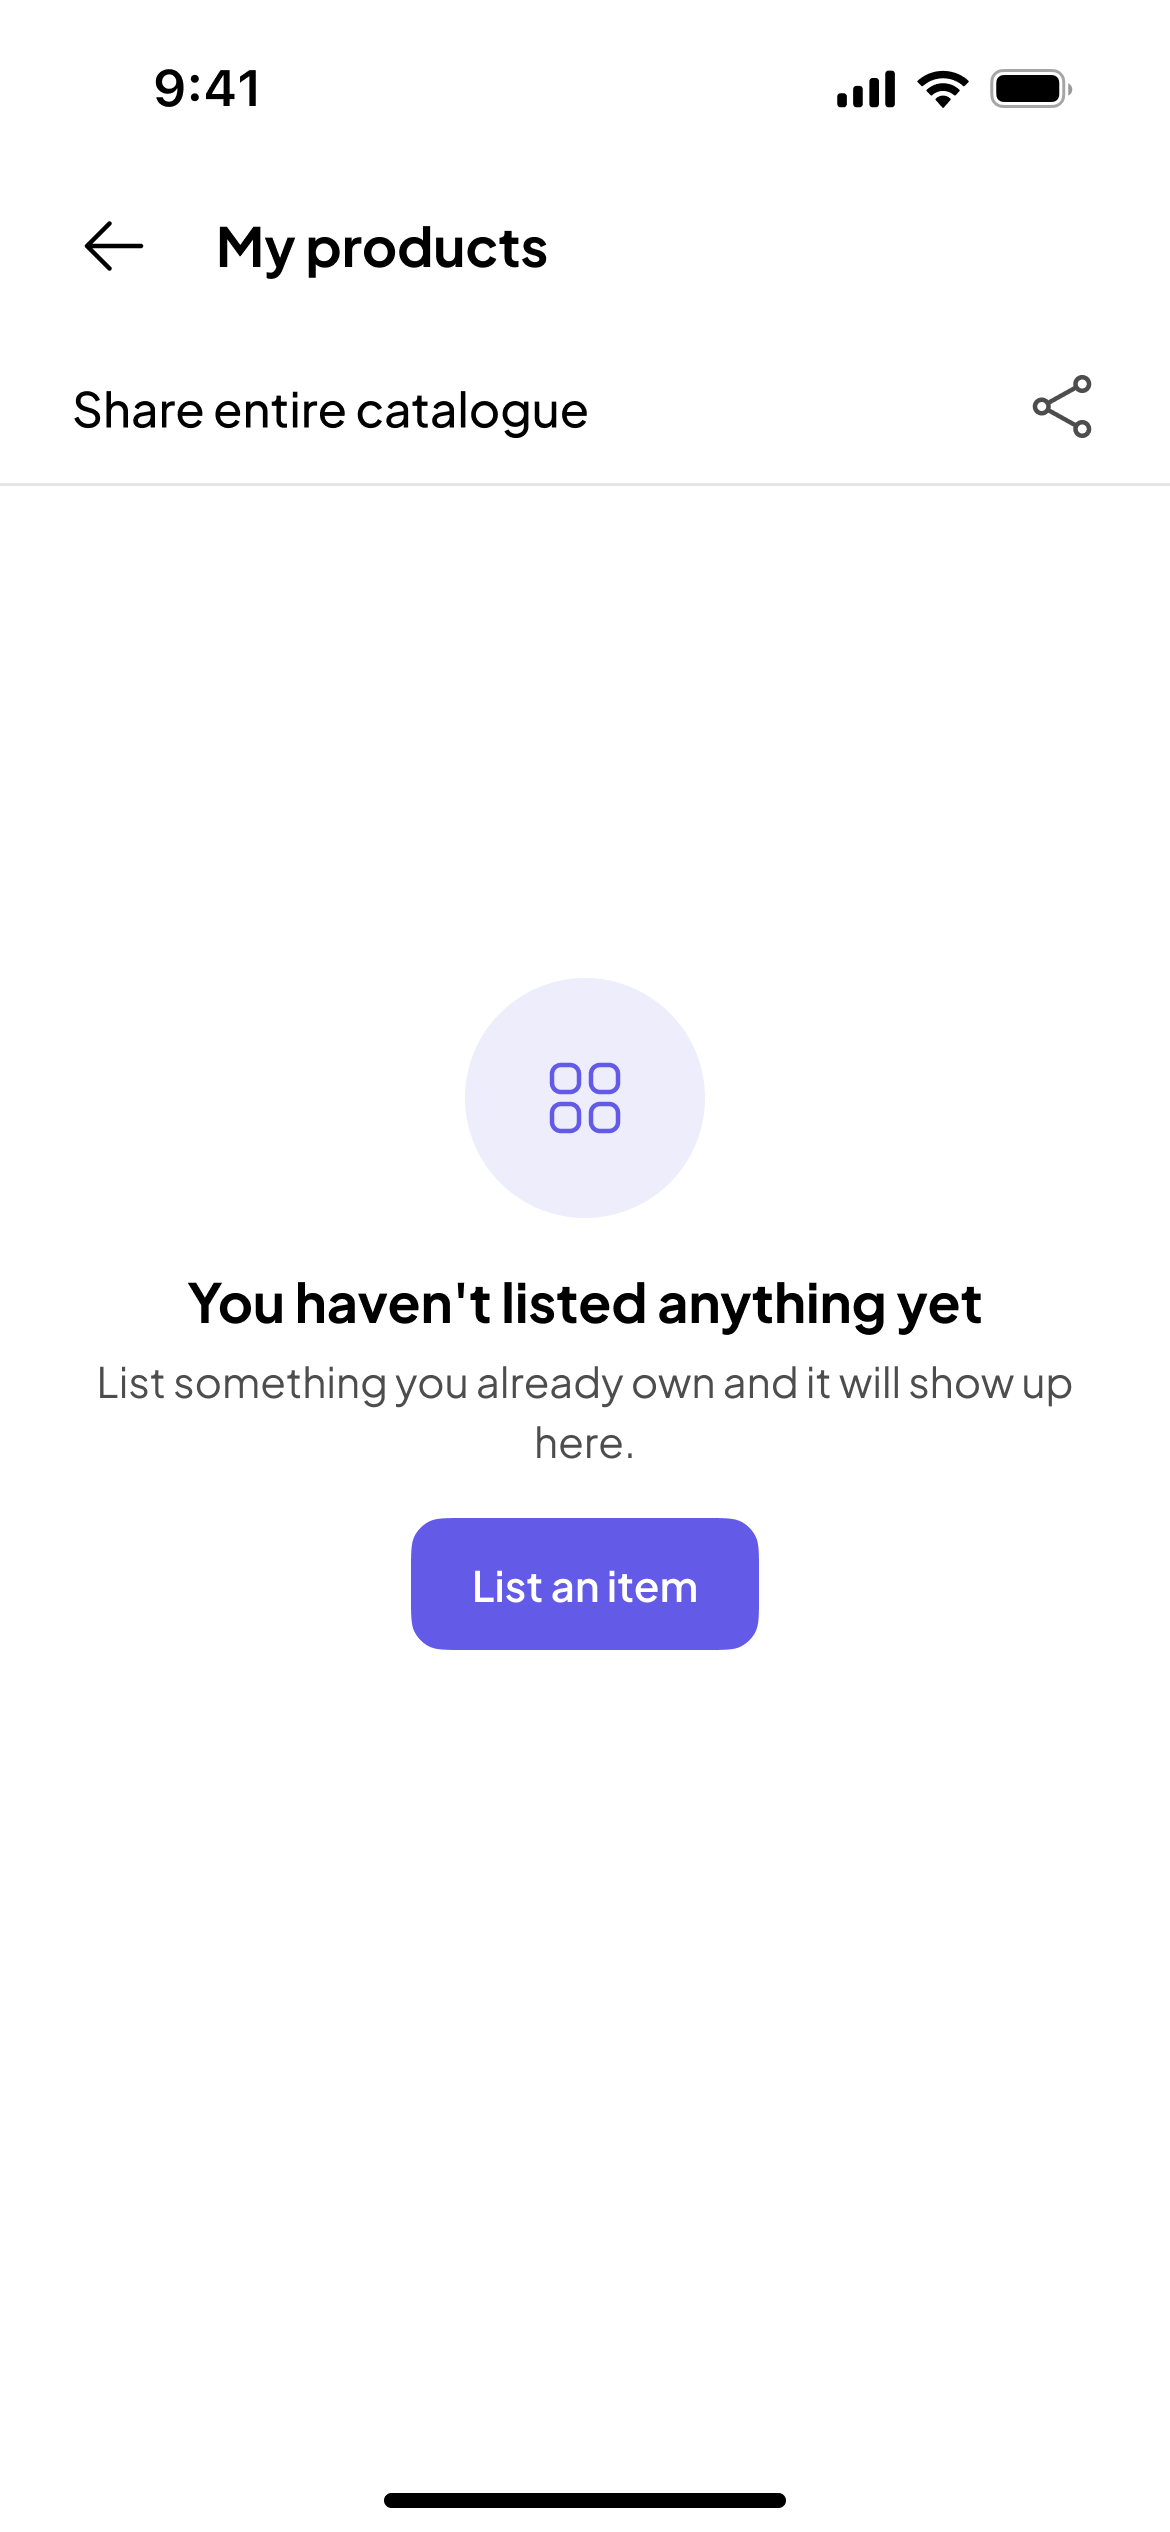 9:41
My products
Share entire catalogue
You haven't listed anything yet
List something you already own and it will show up
here.
List an item